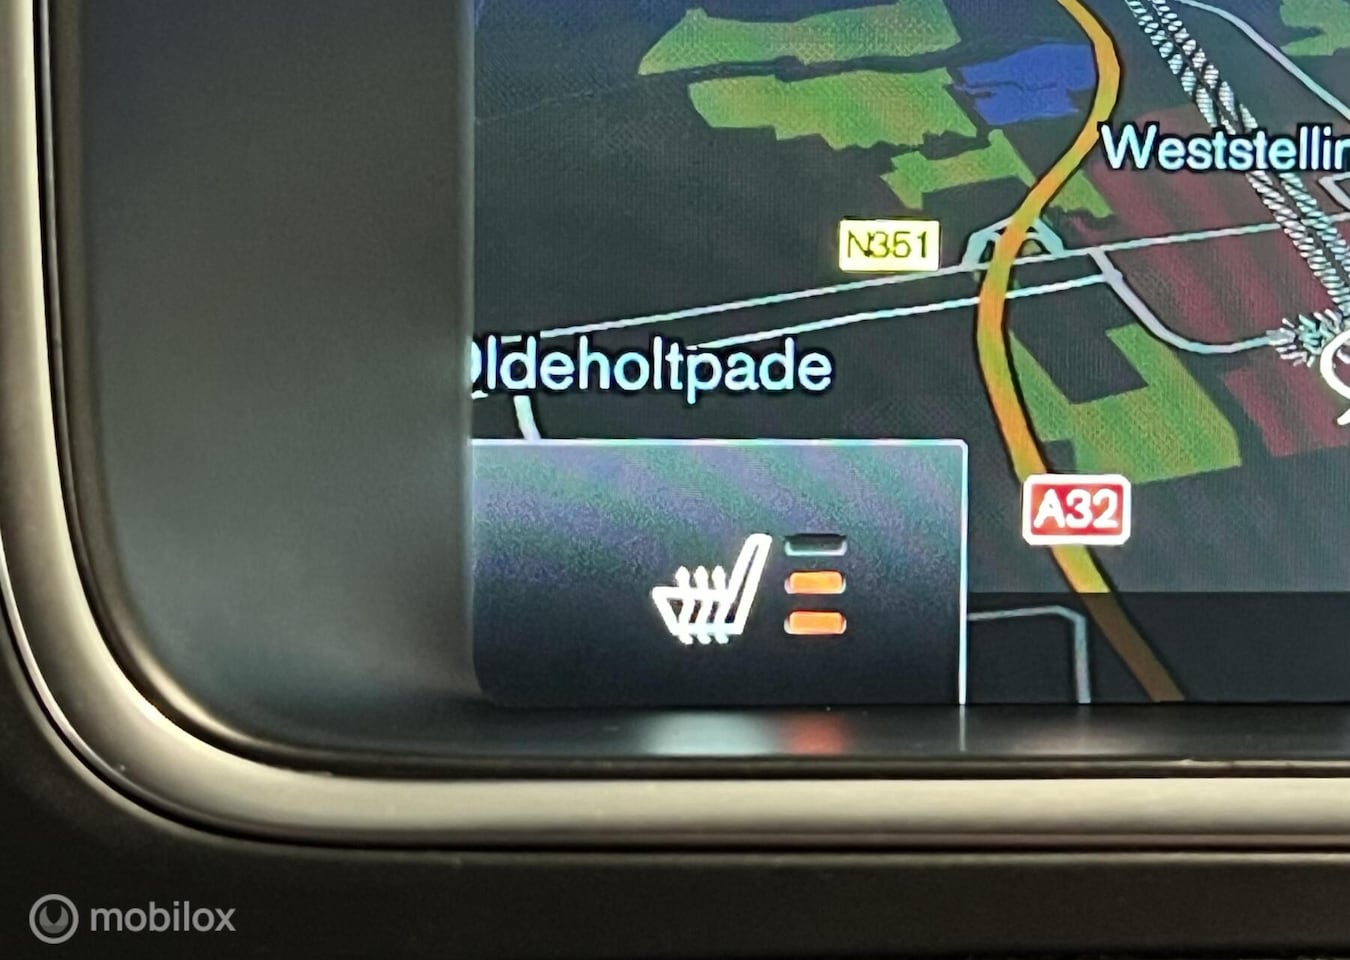 Weststellin
N351
Oldeholtpade
A32
mobilox